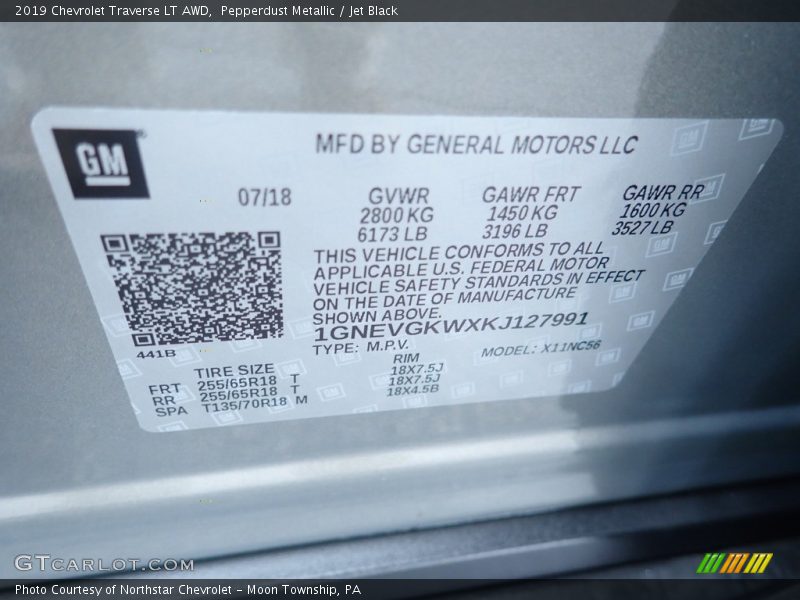 2019 Chevrolet Traverse LT AWD, Pepperdust Metallic / Jet Black
GM
MFD BY GENERAL MOTORS LLC
07/18
GVWR
2800 KG
6173 LB
GAWR FRT
1450 KG
3196 LB
GAWR RR
1600 KG
3527 LB
THIS VEHICLE CONFORMS TO ALL
APPLICABLE U.S. FEDERAL MOTOR
VEHICLE SAFETY STANDARDS IN EFFECT
ON THE DATE OF MANUFACTURE
SHOWN ABOVE.
1GNEVGKWXKJ127991
TYPE: M.P.V.
MODEL: X11NC56
441B
TIRE SIZE
RIM
FRT 255/65R18 T 18X7.5J
RR 255/65R18 T 18X7.5J
SPA T135/70R18 M 18X4.5B
GTCARLOT.COM
Photo Courtesy of Northstar Chevrolet – Moon Township, PA